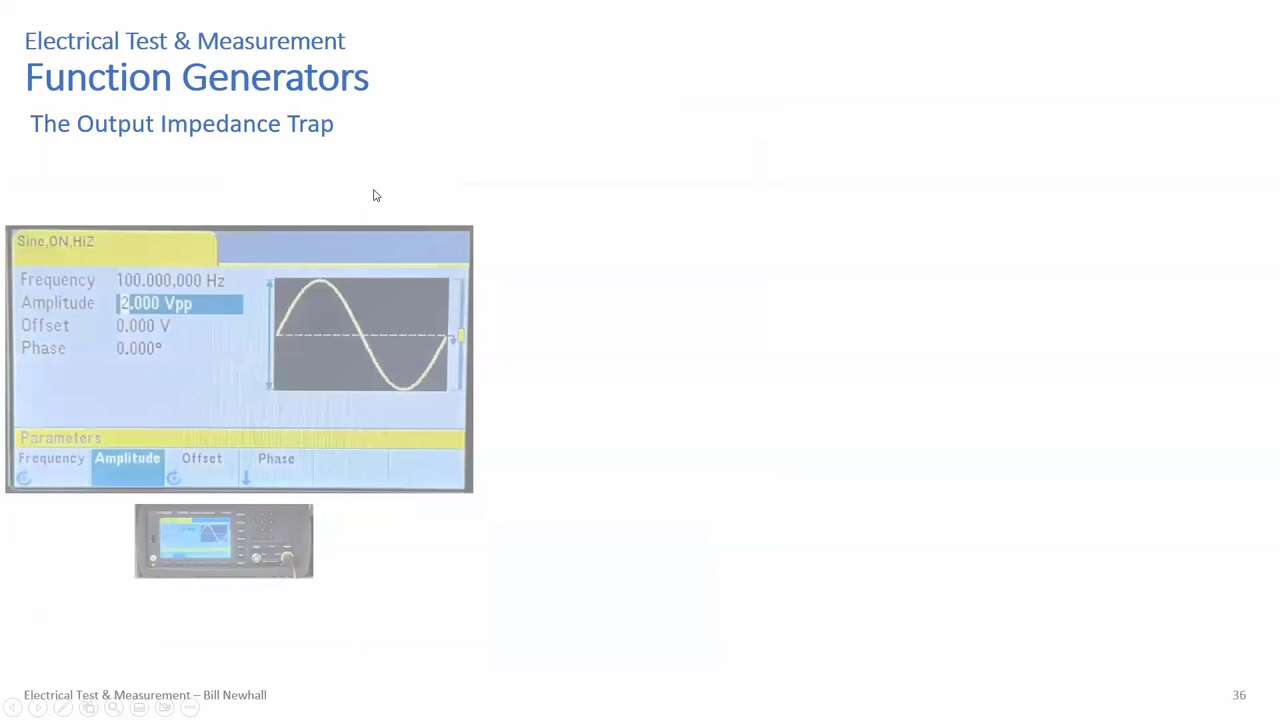 Electrical Test & Measurement
Function Generators
The Output Impedance Trap
Sine,ON,HiZ
Frequency 100.000,000 Hz
Amplitude 2.000 Vpp
Offset 0.000 V
Phase 0.000°
Parameters
Frequency Amplitude Offset Phase
Electrical Test & Measurement – Bill Newhall 36